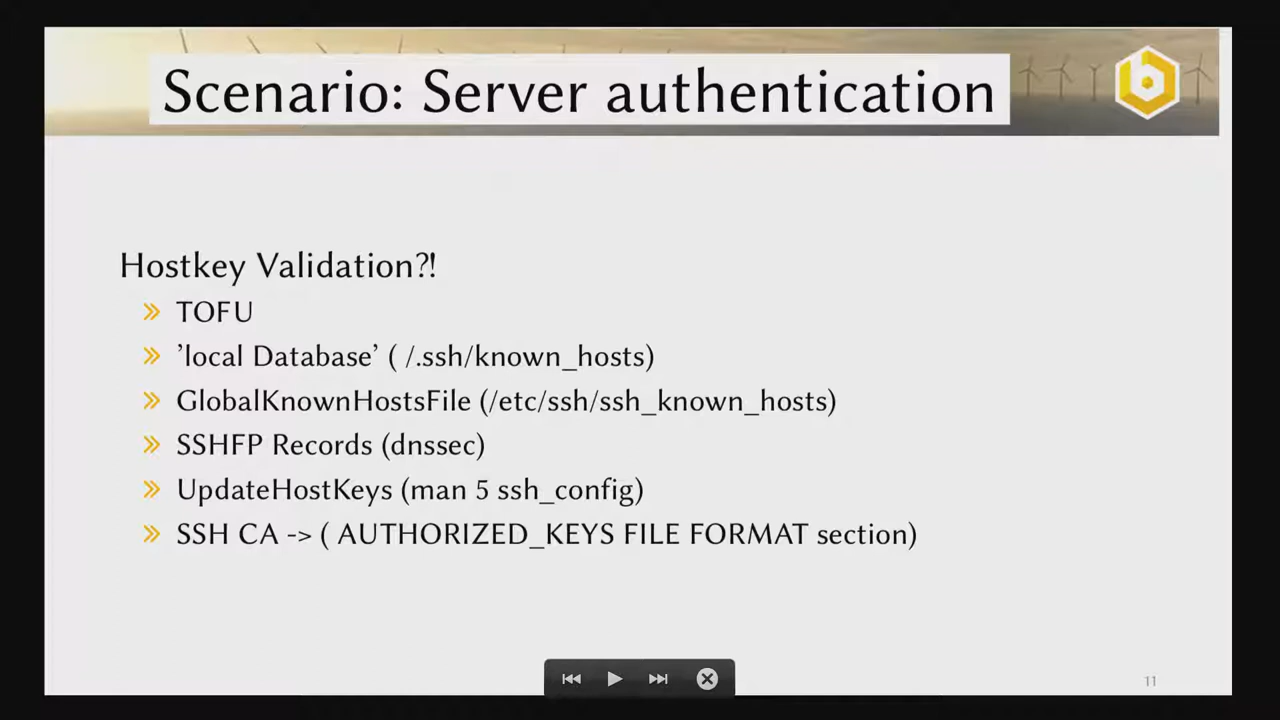 Scenario: Server authentication
Hostkey Validation?!
» TOFU
» ’local Database’ ( /.ssh/known_hosts)
» GlobalKnownHostsFile (/etc/ssh/ssh_known_hosts)
» SSHFP Records (dnssec)
» UpdateHostKeys (man 5 ssh_config)
» SSH CA -> ( AUTHORIZED_KEYS FILE FORMAT section)
11